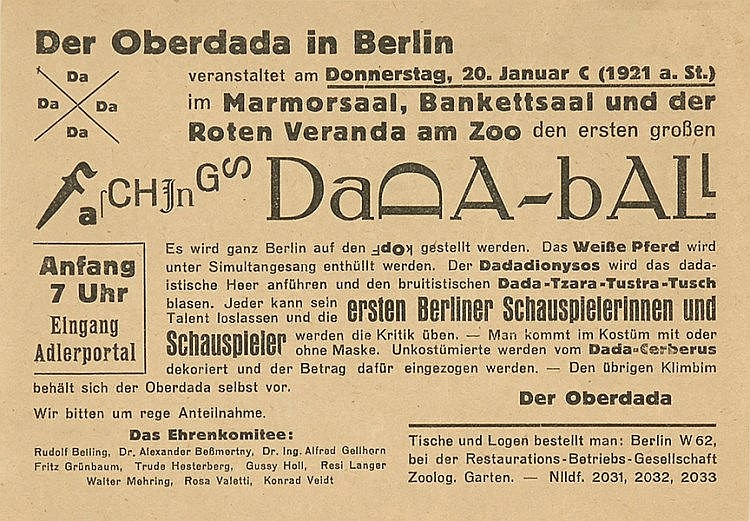 Der Oberdada in Berlin
Da
Da Da
Da
veranstaltet am Donnerstag, 20. Januar C (1921 a. St.)
im Marmorsaal, Bankettsaal und der
Roten Veranda am Zoo den ersten großen
faſCHJnGS DaDA-bALL
Anfang
7 Uhr
Eingang
Adlerportal
Es wird ganz Berlin auf den Kopf gestellt werden. Das Weiße Pferd wird
unter Simultangesang enthüllt werden. Der Dadadionysos wird das dada-
istische Heer anführen und den bruitistischen Dada-Tzara-Tustra-Tusch
blasen. Jeder kann sein
Talent loslassen und die ersten Berliner Schauspielerinnen und
Schauspieler werden die Kritik üben. — Man kommt im Kostüm mit oder
ohne Maske. Unkostümierte werden vom Dada-Cerberus
dekoriert und der Betrag dafür eingezogen werden. — Den übrigen Klimbim
behält sich der Oberdada selbst vor.
Wir bitten um rege Anteilnahme.
Der Oberdada
Das Ehrenkomitee:
Rudolf Belling, Dr. Alexander Beßmertny, Dr. Ing. Alfred Gellhorn
Fritz Grünbaum, Trude Hesterberg, Gussy Holl, Resi Langer
Walter Mehring, Rosa Valetti, Konrad Veidt
Tische und Logen bestellt man: Berlin W 62,
bei der Restaurations-Betriebs-Gesellschaft
Zoolog. Garten. — Nlldf. 2031, 2032, 2033